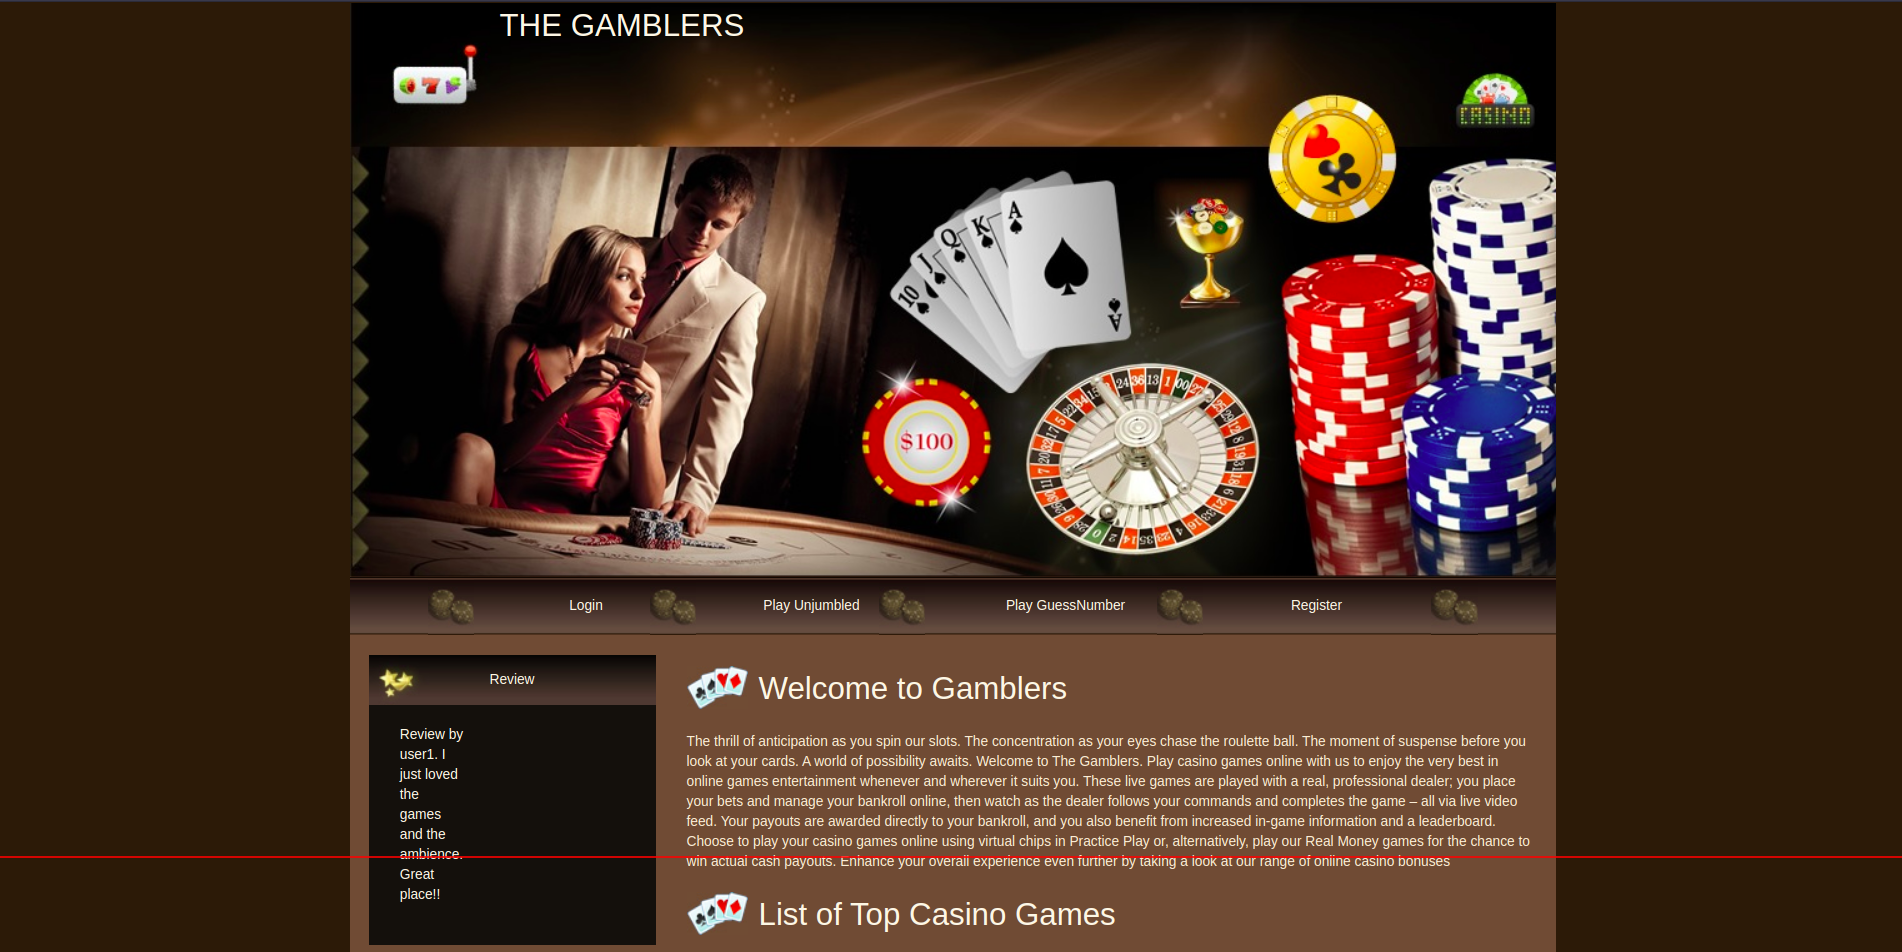 THE GAMBLERS
7
CASINO
10
J
Q
K
A
A
$100
Login
Play Unjumbled
Play GuessNumber
Register
Review
Review by
user1. I
just loved
the
games
and the
ambience.
Great
place!!
Welcome to Gamblers
The thrill of anticipation as you spin our slots. The concentration as your eyes chase the roulette ball. The moment of suspense before you
look at your cards. A world of possibility awaits. Welcome to The Gamblers. Play casino games online with us to enjoy the very best in
online games entertainment whenever and wherever it suits you. These live games are played with a real, professional dealer; you place
your bets and manage your bankroll online, then watch as the dealer follows your commands and completes the game – all via live video
feed. Your payouts are awarded directly to your bankroll, and you also benefit from increased in-game information and a leaderboard.
Choose to play your casino games online using virtual chips in Practice Play or, alternatively, play our Real Money games for the chance to
win actual cash payouts. Enhance your overall experience even further by taking a look at our range of online casino bonuses
List of Top Casino Games